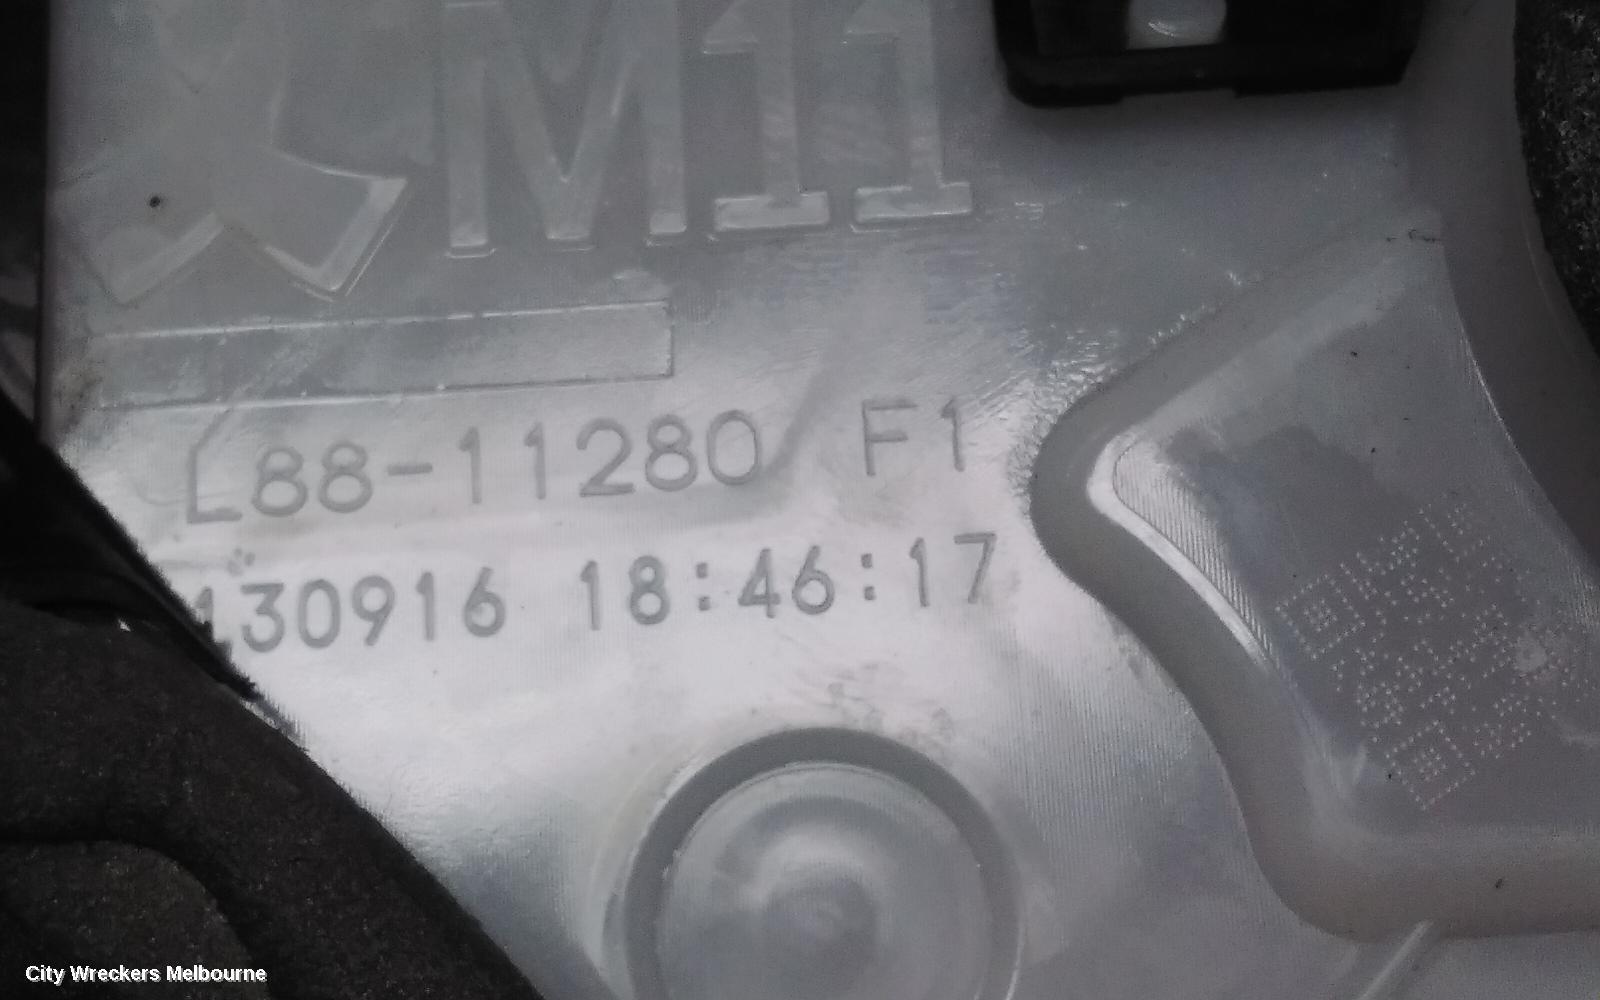 M11
L88-11280 F1
130916 18:46:17
City Wreckers Melbourne